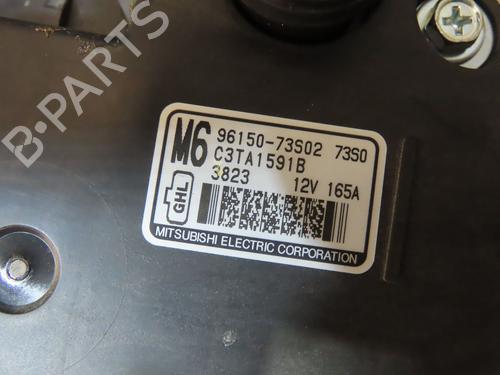 B-PARTS
M6 96150-73S02 73S0
C3TA1591B
3823 12V 165A
GHL
MITSUBISHI ELECTRIC CORPORATION